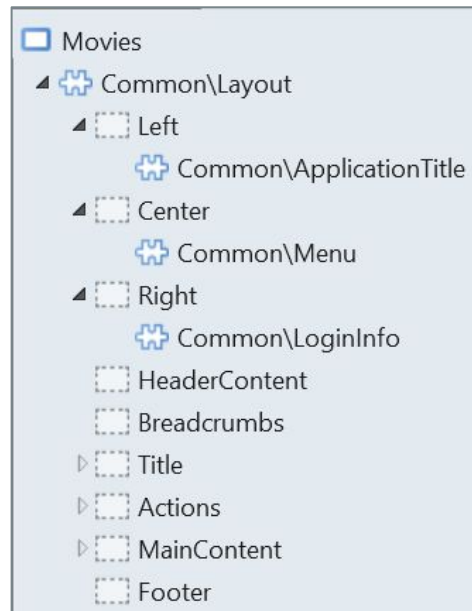 Movies
Common\Layout
Left
Common\ApplicationTitle
Center
Common\Menu
Right
Common\LoginInfo
HeaderContent
Breadcrumbs
Title
Actions
MainContent
Footer